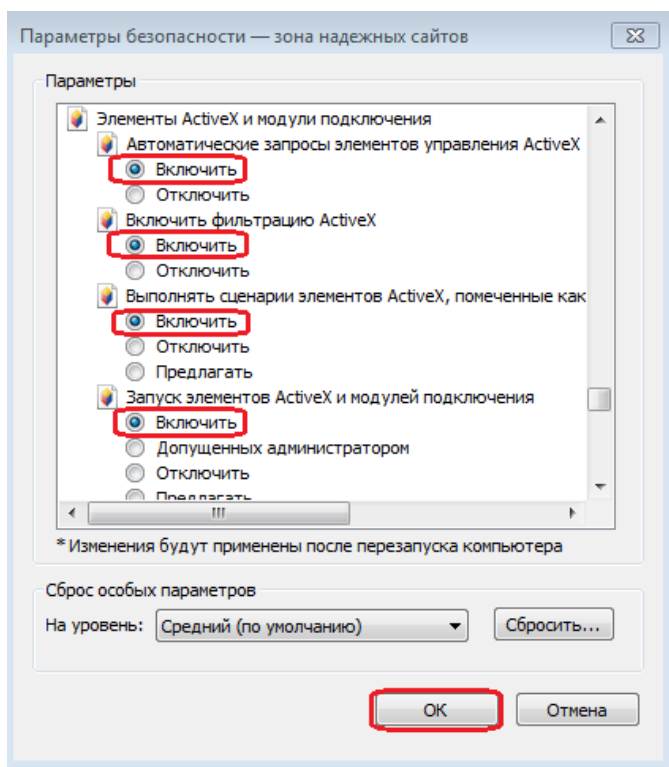 Параметры безопасности — зона надежных сайтов
Параметры
Элементы ActiveX и модули подключения
Автоматические запросы элементов управления ActiveX
Включить
Отключить
Включить фильтрацию ActiveX
Включить
Отключить
Выполнять сценарии элементов ActiveX, помеченные как
Включить
Отключить
Предлагать
Запуск элементов ActiveX и модулей подключения
Включить
Допущенных администратором
Отключить
Предлагать
* Изменения будут применены после перезапуска компьютера
Сброс особых параметров
На уровень: Средний (по умолчанию) Сбросить...
ОК Отмена